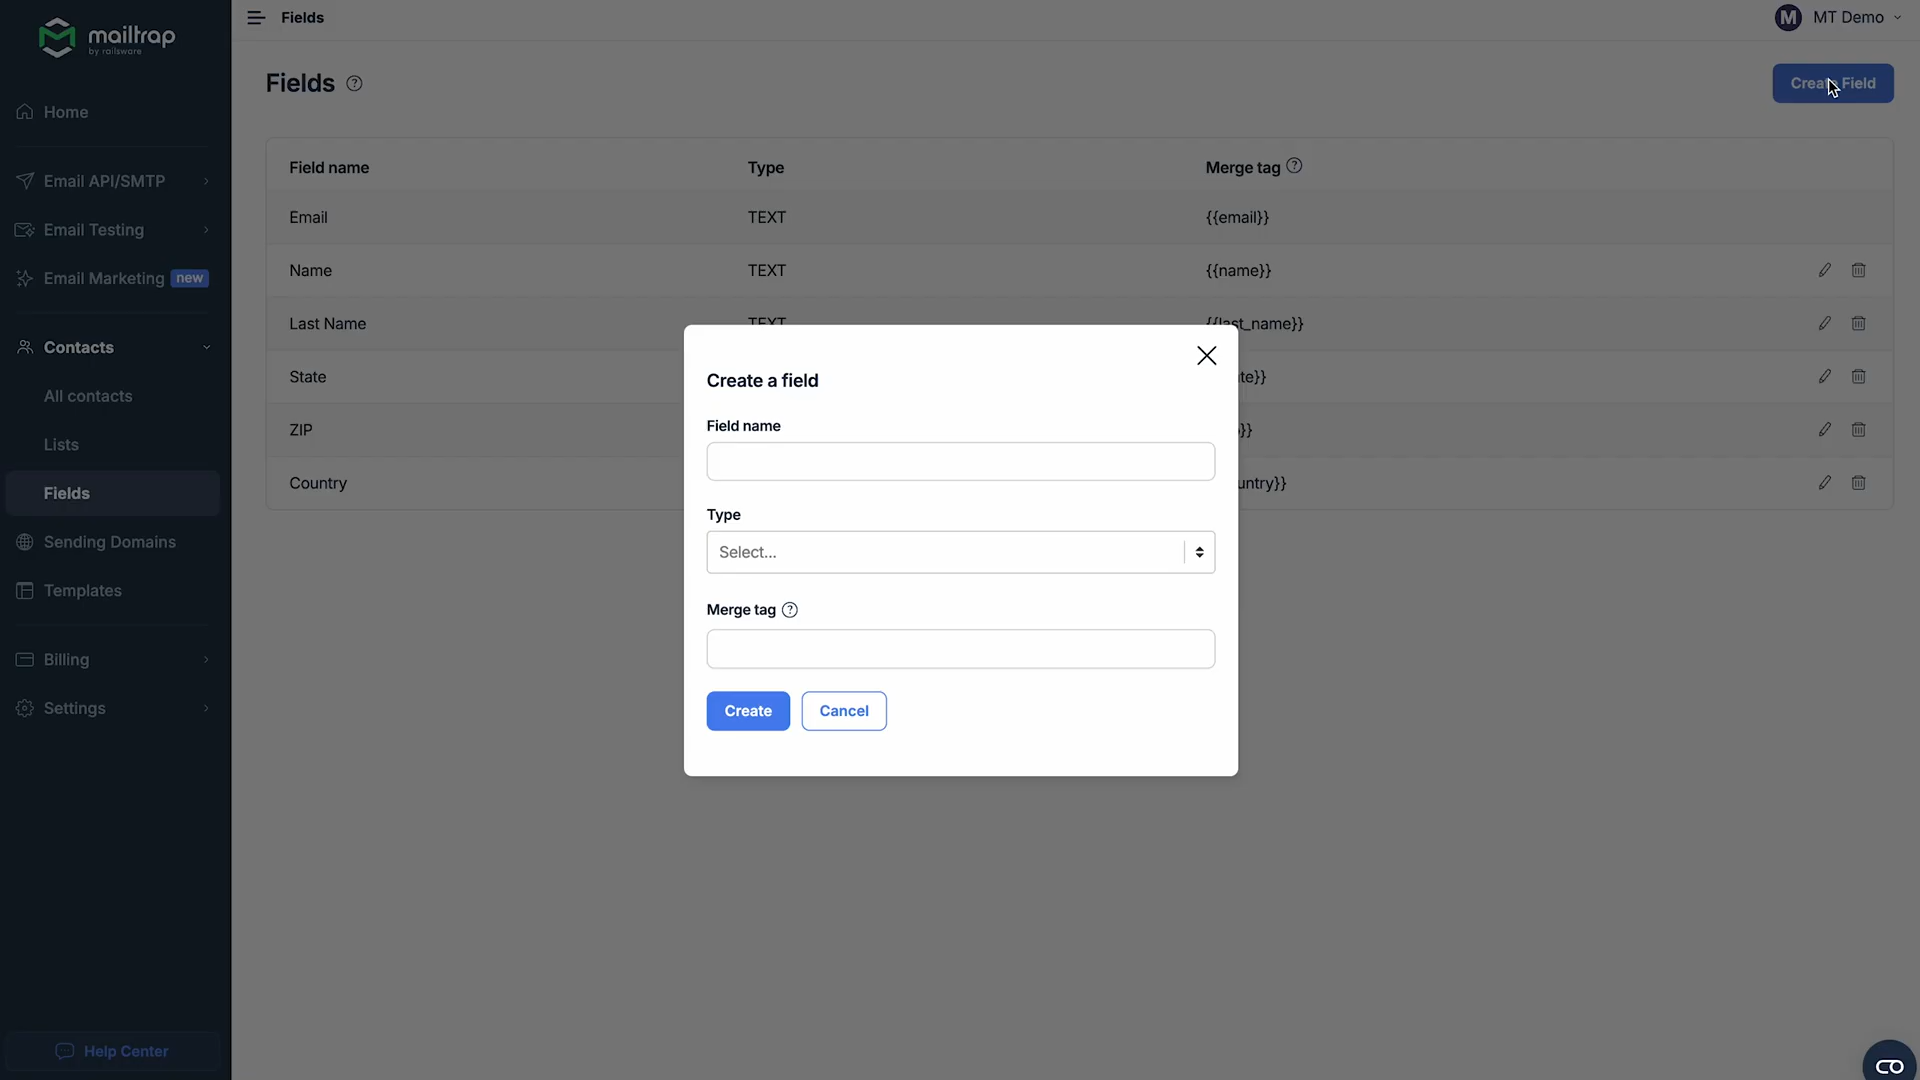 mailtrap
by railsware
Fields
M MT Demo
Fields ?
Create Field
Home
Email API/SMTP
Email Testing
Email Marketing new
Contacts
All contacts
Lists
Fields
Sending Domains
Templates
Billing
Settings
Help Center
Field name Type Merge tag ?
Email TEXT {{email}}
Name TEXT {{name}}
Last Name TEXT {{last_name}}
State te}}
ZIP }}
Country untry}}
Create a field
Field name
Type
Select...
Merge tag ?
Create Cancel